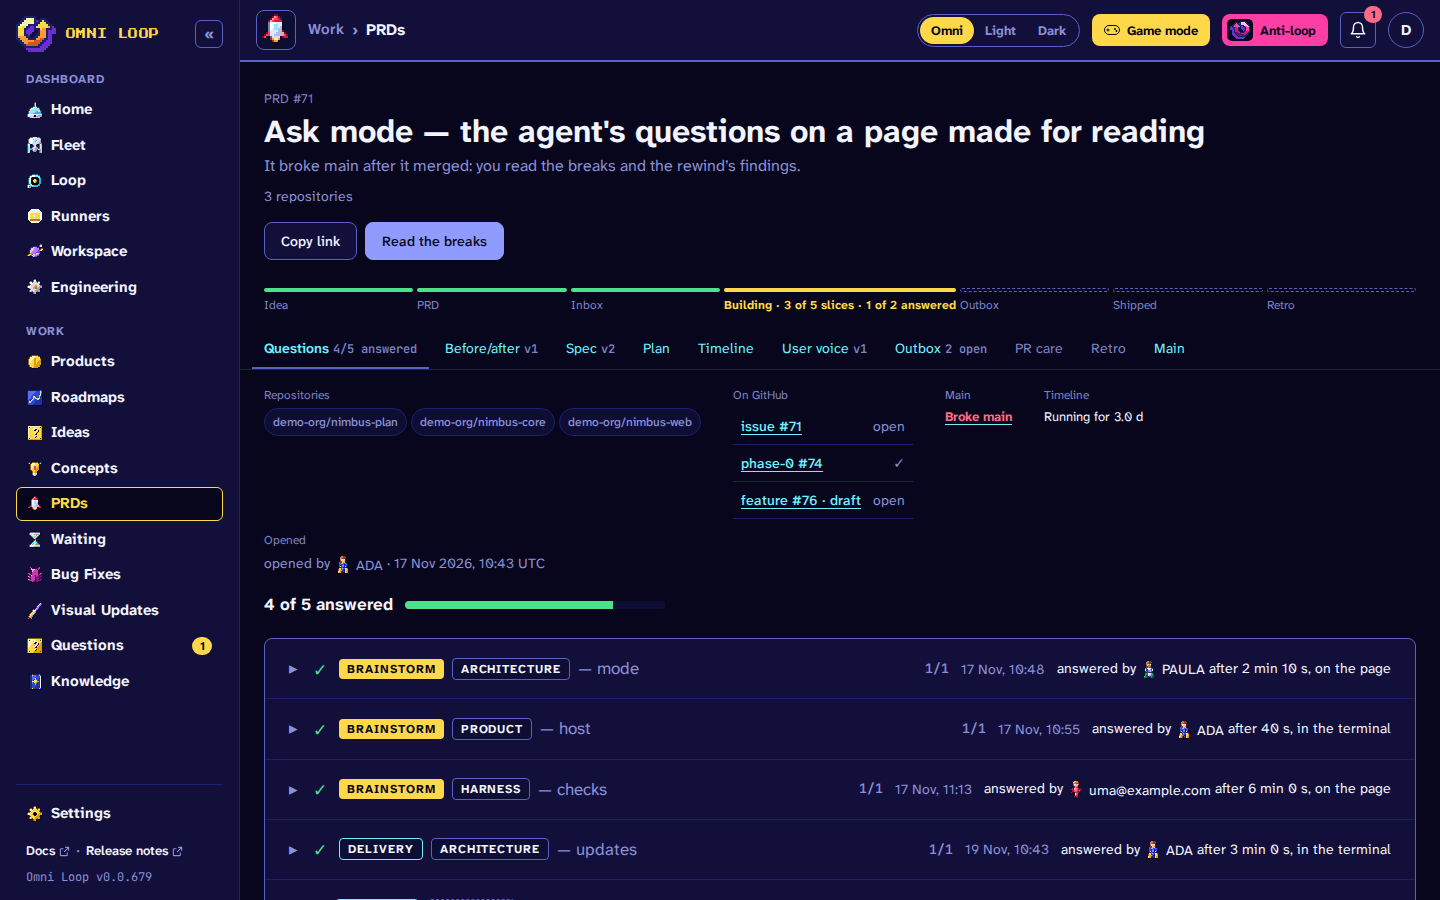 OMNI LOOP
«
Work › PRDs
Omni Light Dark
Game mode
Anti-loop
1
D
DASHBOARD
Home
Fleet
Loop
Runners
Workspace
Engineering
WORK
Products
Roadmaps
Ideas
Concepts
PRDs
Waiting
Bug Fixes
Visual Updates
Questions 1
Knowledge
Settings
Docs · Release notes
Omni Loop v0.0.679
PRD #71
Ask mode — the agent's questions on a page made for reading
It broke main after it merged: you read the breaks and the rewind's findings.
3 repositories
Copy link
Read the breaks
Idea PRD Inbox Building · 3 of 5 slices · 1 of 2 answered Outbox Shipped Retro
Questions 4/5 answered Before/after v1 Spec v2 Plan Timeline User voice v1 Outbox 2 open PR care Retro Main
Repositories
demo-org/nimbus-plan demo-org/nimbus-core demo-org/nimbus-web
On GitHub
issue #71 open
phase-0 #74 ✓
feature #76 · draft open
Main
Broke main
Timeline
Running for 3.0 d
Opened
opened by ADA · 17 Nov 2026, 10:43 UTC
4 of 5 answered
▶ ✓ BRAINSTORM ARCHITECTURE — mode 1/1 17 Nov, 10:48 answered by PAULA after 2 min 10 s, on the page
▶ ✓ BRAINSTORM PRODUCT — host 1/1 17 Nov, 10:55 answered by ADA after 40 s, in the terminal
▶ ✓ BRAINSTORM HARNESS — checks 1/1 17 Nov, 11:13 answered by uma@example.com after 6 min 0 s, on the page
▶ ✓ DELIVERY ARCHITECTURE — updates 1/1 19 Nov, 10:43 answered by ADA after 3 min 0 s, in the terminal